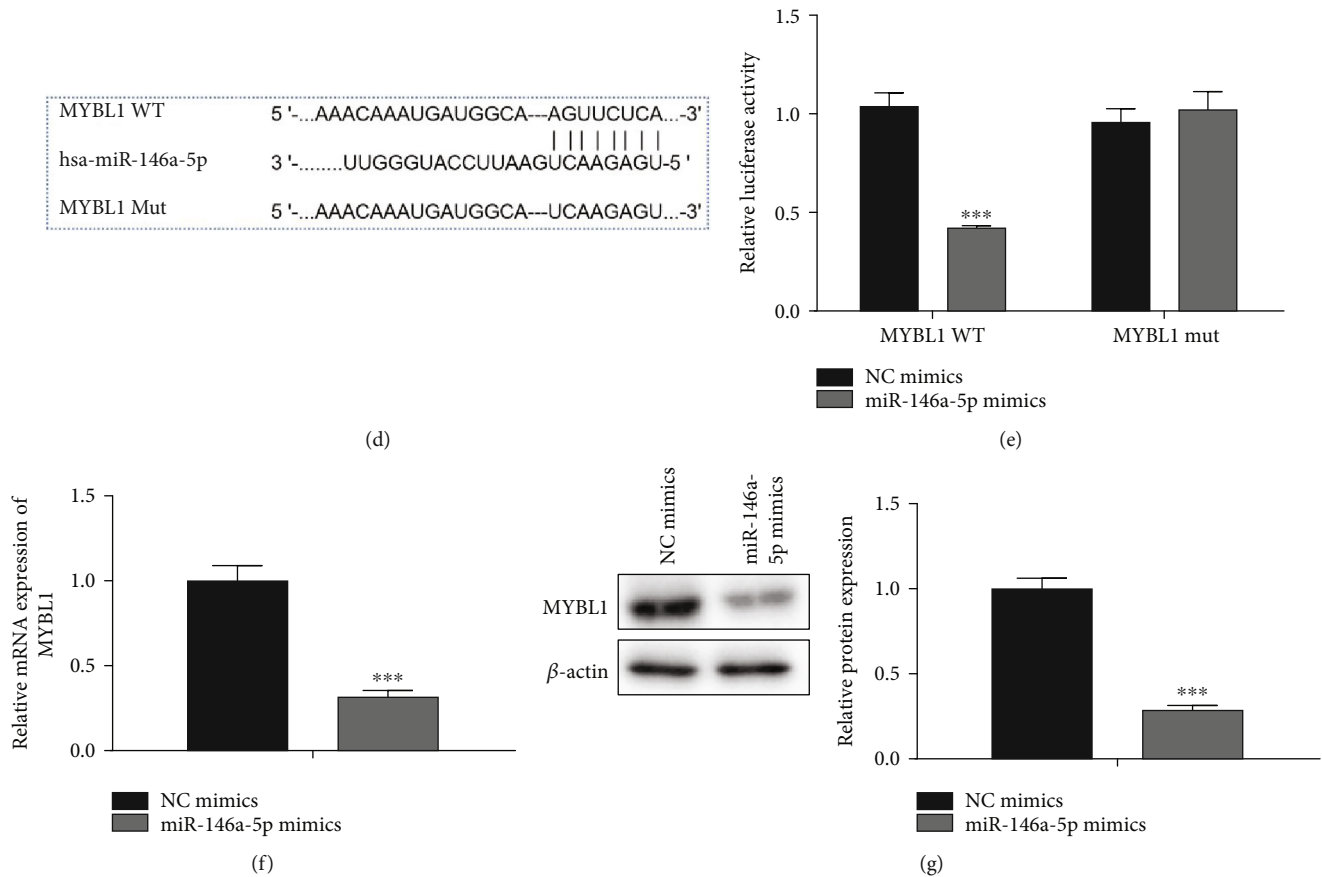 MYBL1 WT 5 '-...AAACAAAUGAUGGCA---AGUUCUCA...-3'
hsa-miR-146a-5p 3 '-........UUGGGUACCUUAAGUCAAGAGU-5 '
MYBL1 Mut 5 '-...AAACAAAUGAUGGCA---UCAAGAGU...-3'
(d)
Relative luciferase activity
1.5
1.0
0.5
0.0
***
MYBL1 WT MYBL1 mut
NC mimics
miR-146a-5p mimics
(e)
Relative mRNA expression of
MYBL1
1.5
1.0
0.5
0.0
***
NC mimics
miR-146a-5p mimics
(f)
NC mimics
miR-146a-
5p mimics
MYBL1
β-actin
Relative protein expression
1.5
1.0
0.5
0.0
***
NC mimics
miR-146a-5p mimics
(g)